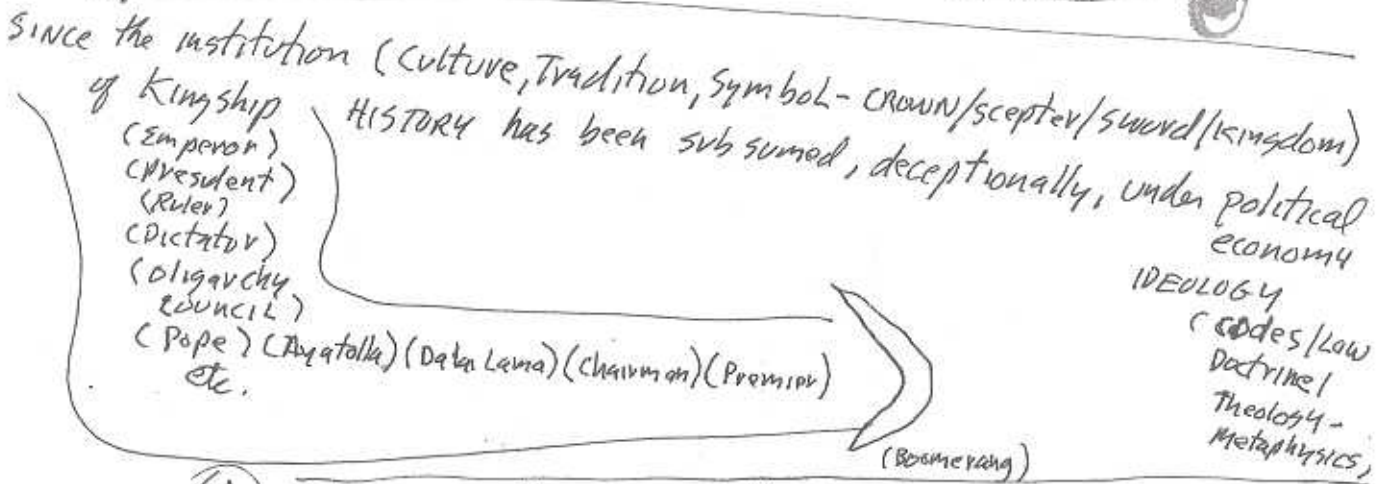 SINCE the institution (Culture, Tradition, Symbol - CROWN/scepter/sword/kingdom)
of Kingship HISTORY has been subsumed, deceptionally, under political
economy
(Emperor)
(President)
(Ruler)
(Dictator)
(Oligarchy
COUNCIL)
(Pope) (Ayatolla) (Dalai Lama) (Chairman) (Premier)
etc.
IDEOLOGY
(codes/Law
Doctrine/
Theology-
Metaphysics,
(Boomerang)